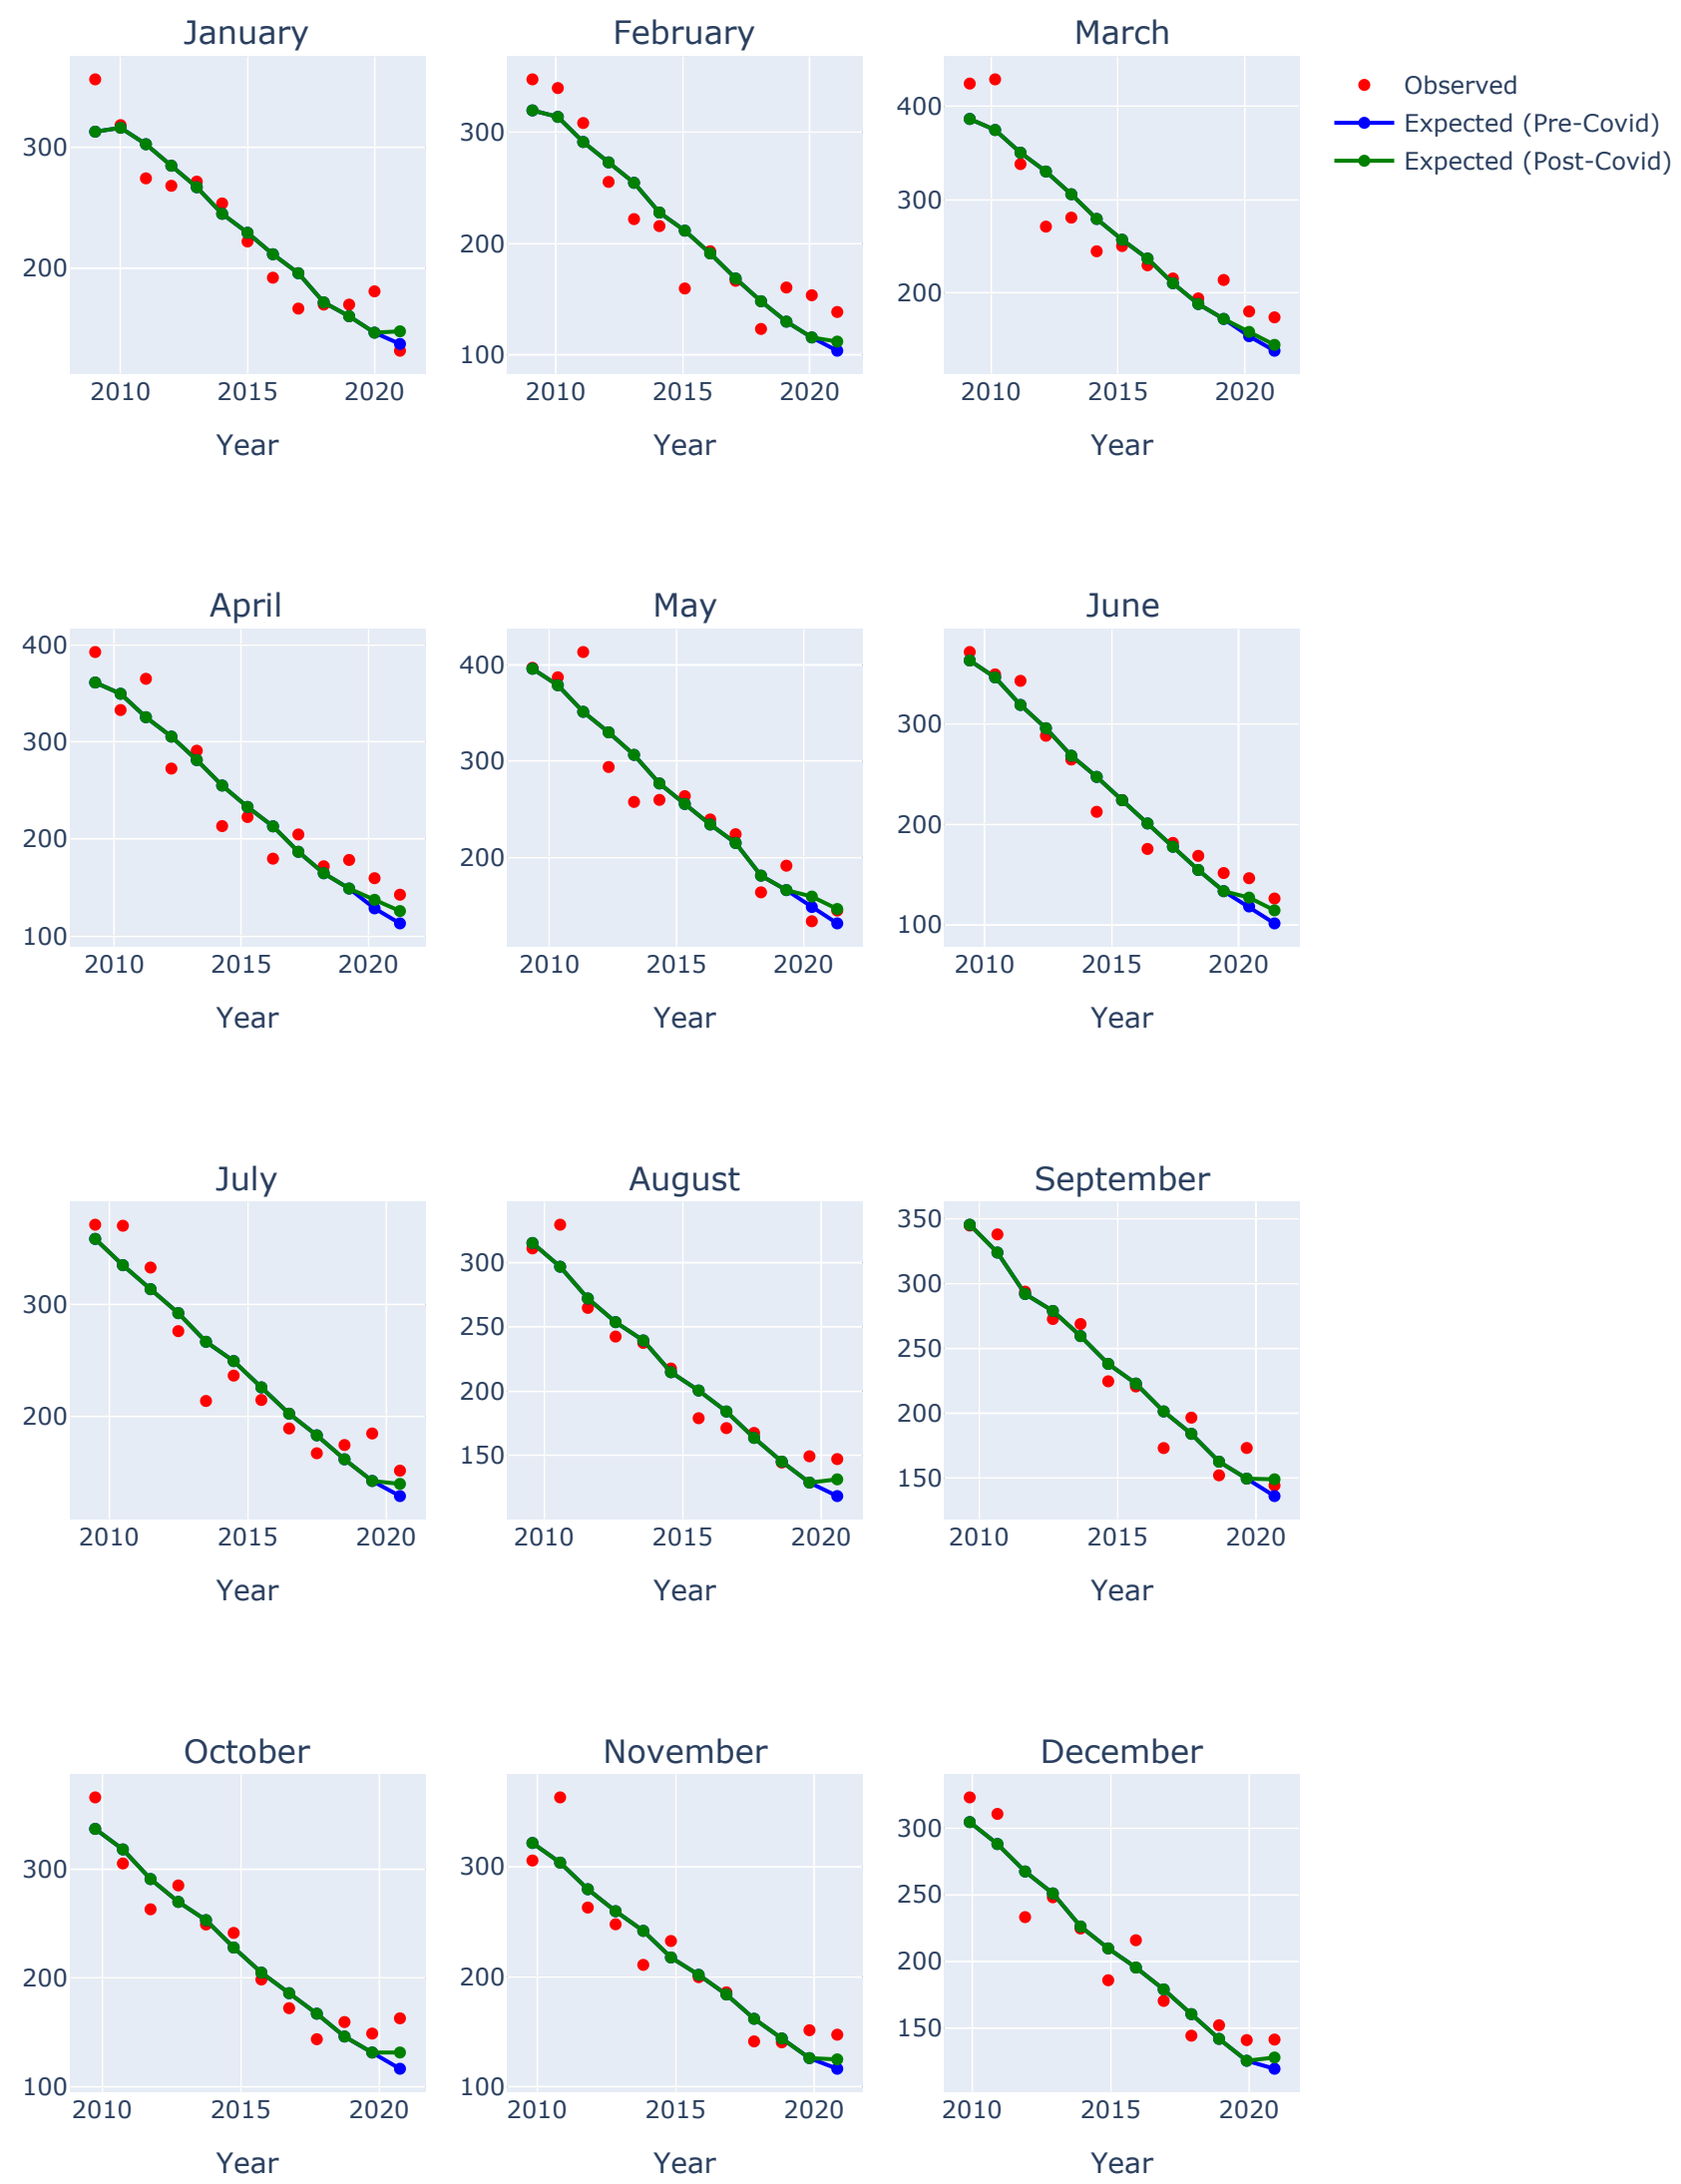 January
February
March
Observed
Expected (Pre-Covid)
Expected (Post-Covid)
300
200
300
200
100
400
300
200
2010 2015 2020
2010 2015 2020
2010 2015 2020
Year
Year
Year
April
May
June
400
300
200
100
400
300
200
300
200
100
2010 2015 2020
2010 2015 2020
2010 2015 2020
Year
Year
Year
July
August
September
300
200
300
250
200
150
350
300
250
200
150
2010 2015 2020
2010 2015 2020
2010 2015 2020
Year
Year
Year
October
November
December
300
200
100
300
200
100
300
250
200
150
2010 2015 2020
2010 2015 2020
2010 2015 2020
Year
Year
Year